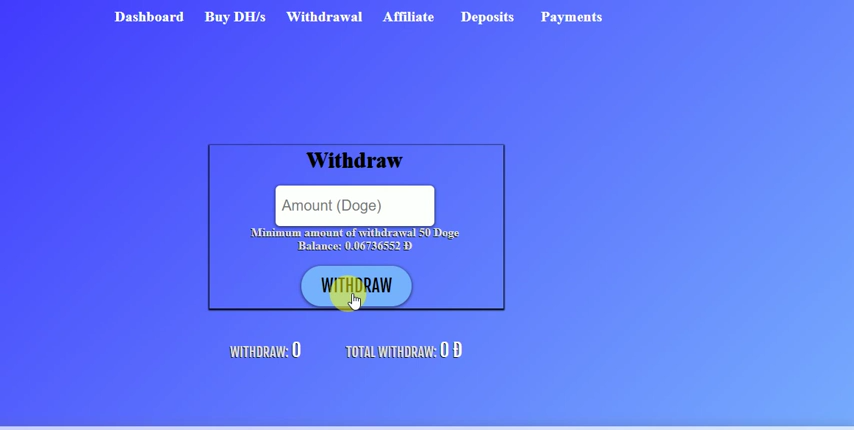 Dashboard Buy DH/s Withdrawal Affiliate Deposits Payments
Withdraw
Amount (Doge)
Minimum amount of withdrawal 50 Doge
Balance: 0.06736552 Ð
WITHDRAW
WITHDRAW: 0 TOTAL WITHDRAW: 0 Ð